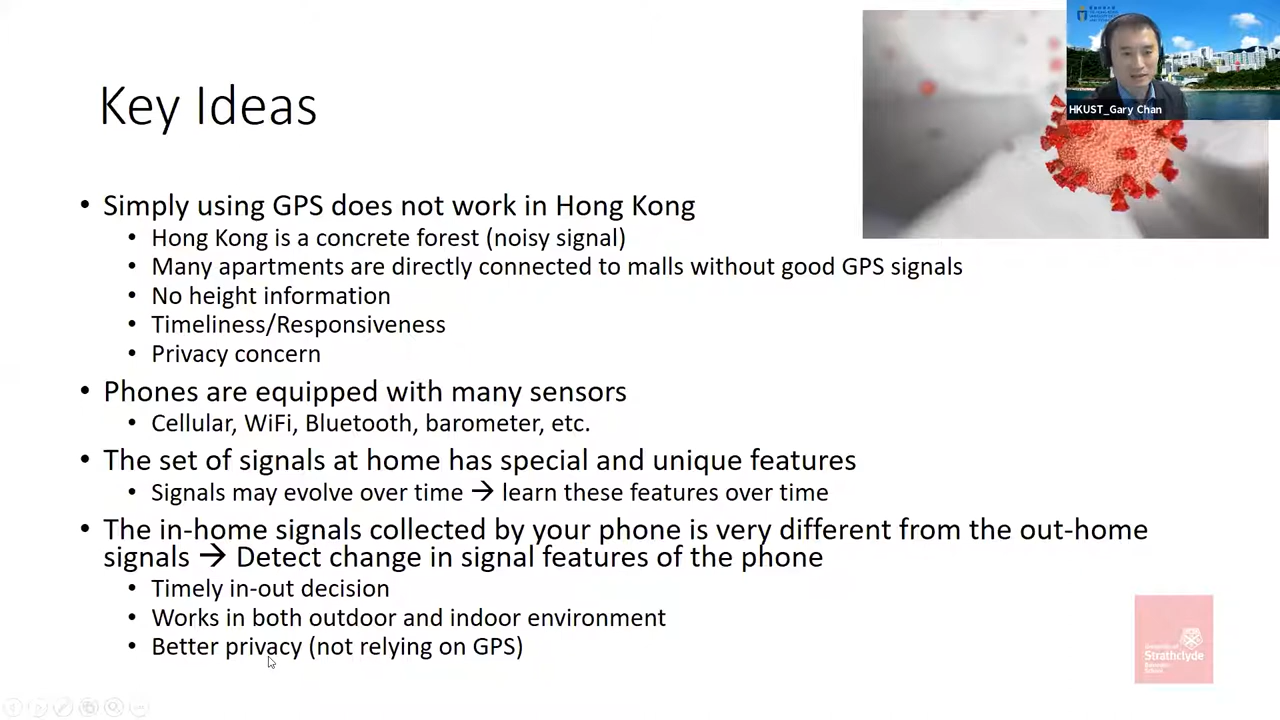 Key Ideas
HKUST_Gary Chan
• Simply using GPS does not work in Hong Kong
• Hong Kong is a concrete forest (noisy signal)
• Many apartments are directly connected to malls without good GPS signals
• No height information
• Timeliness/Responsiveness
• Privacy concern
• Phones are equipped with many sensors
• Cellular, WiFi, Bluetooth, barometer, etc.
• The set of signals at home has special and unique features
• Signals may evolve over time → learn these features over time
• The in-home signals collected by your phone is very different from the out-home
signals → Detect change in signal features of the phone
• Timely in-out decision
• Works in both outdoor and indoor environment
• Better privacy (not relying on GPS)
University of
Strathclyde